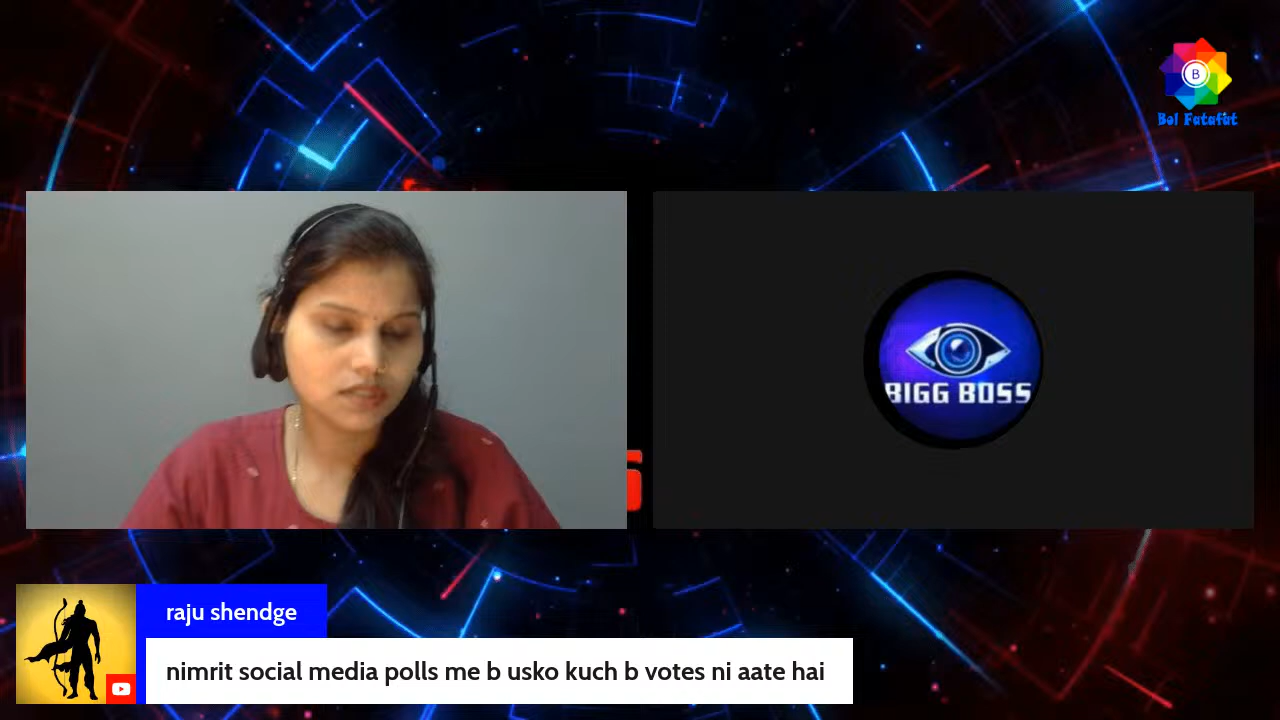 B
Bol Fatafat
BIGG BOSS
raju shendge
nimrit social media polls me b usko kuch b votes ni aate hai